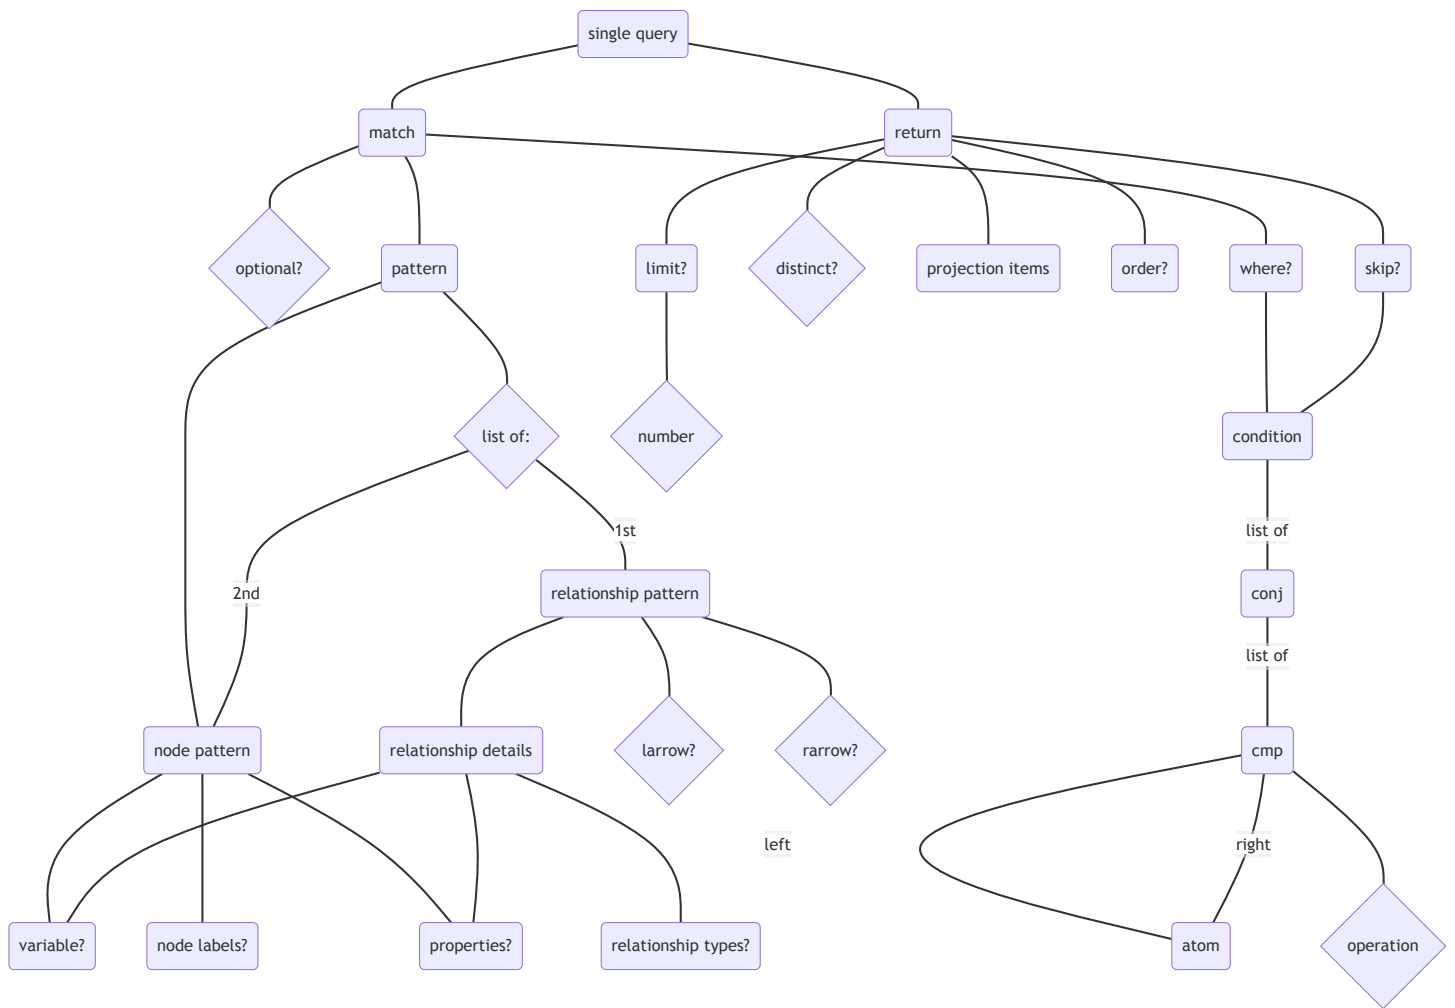 single query
match
return
optional?
pattern
limit?
distinct?
projection items
order?
where?
skip?
list of:
number
condition
1st
list of
2nd
relationship pattern
conj
list of
node pattern
relationship details
larrow?
rarrow?
cmp
left
right
variable?
node labels?
properties?
relationship types?
atom
operation